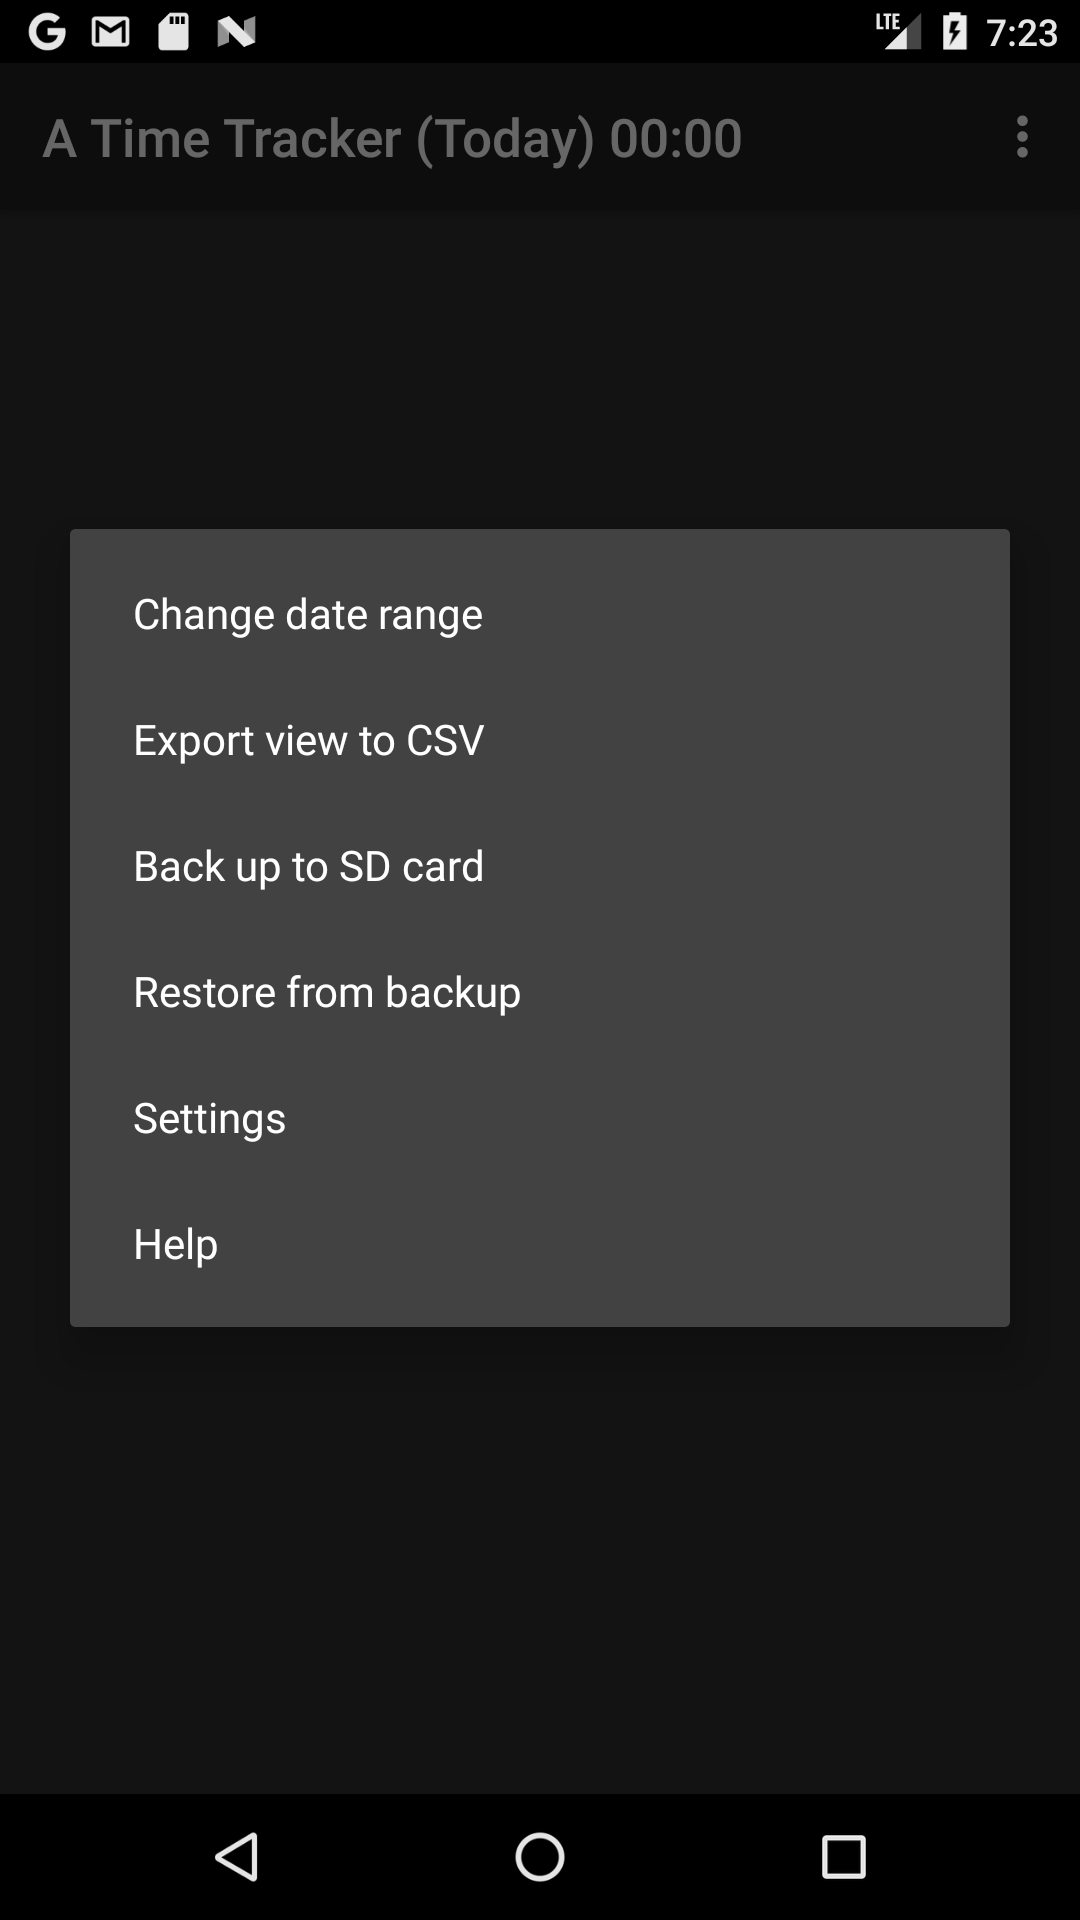 LTE 7:23
A Time Tracker (Today) 00:00
Change date range
Export view to CSV
Back up to SD card
Restore from backup
Settings
Help